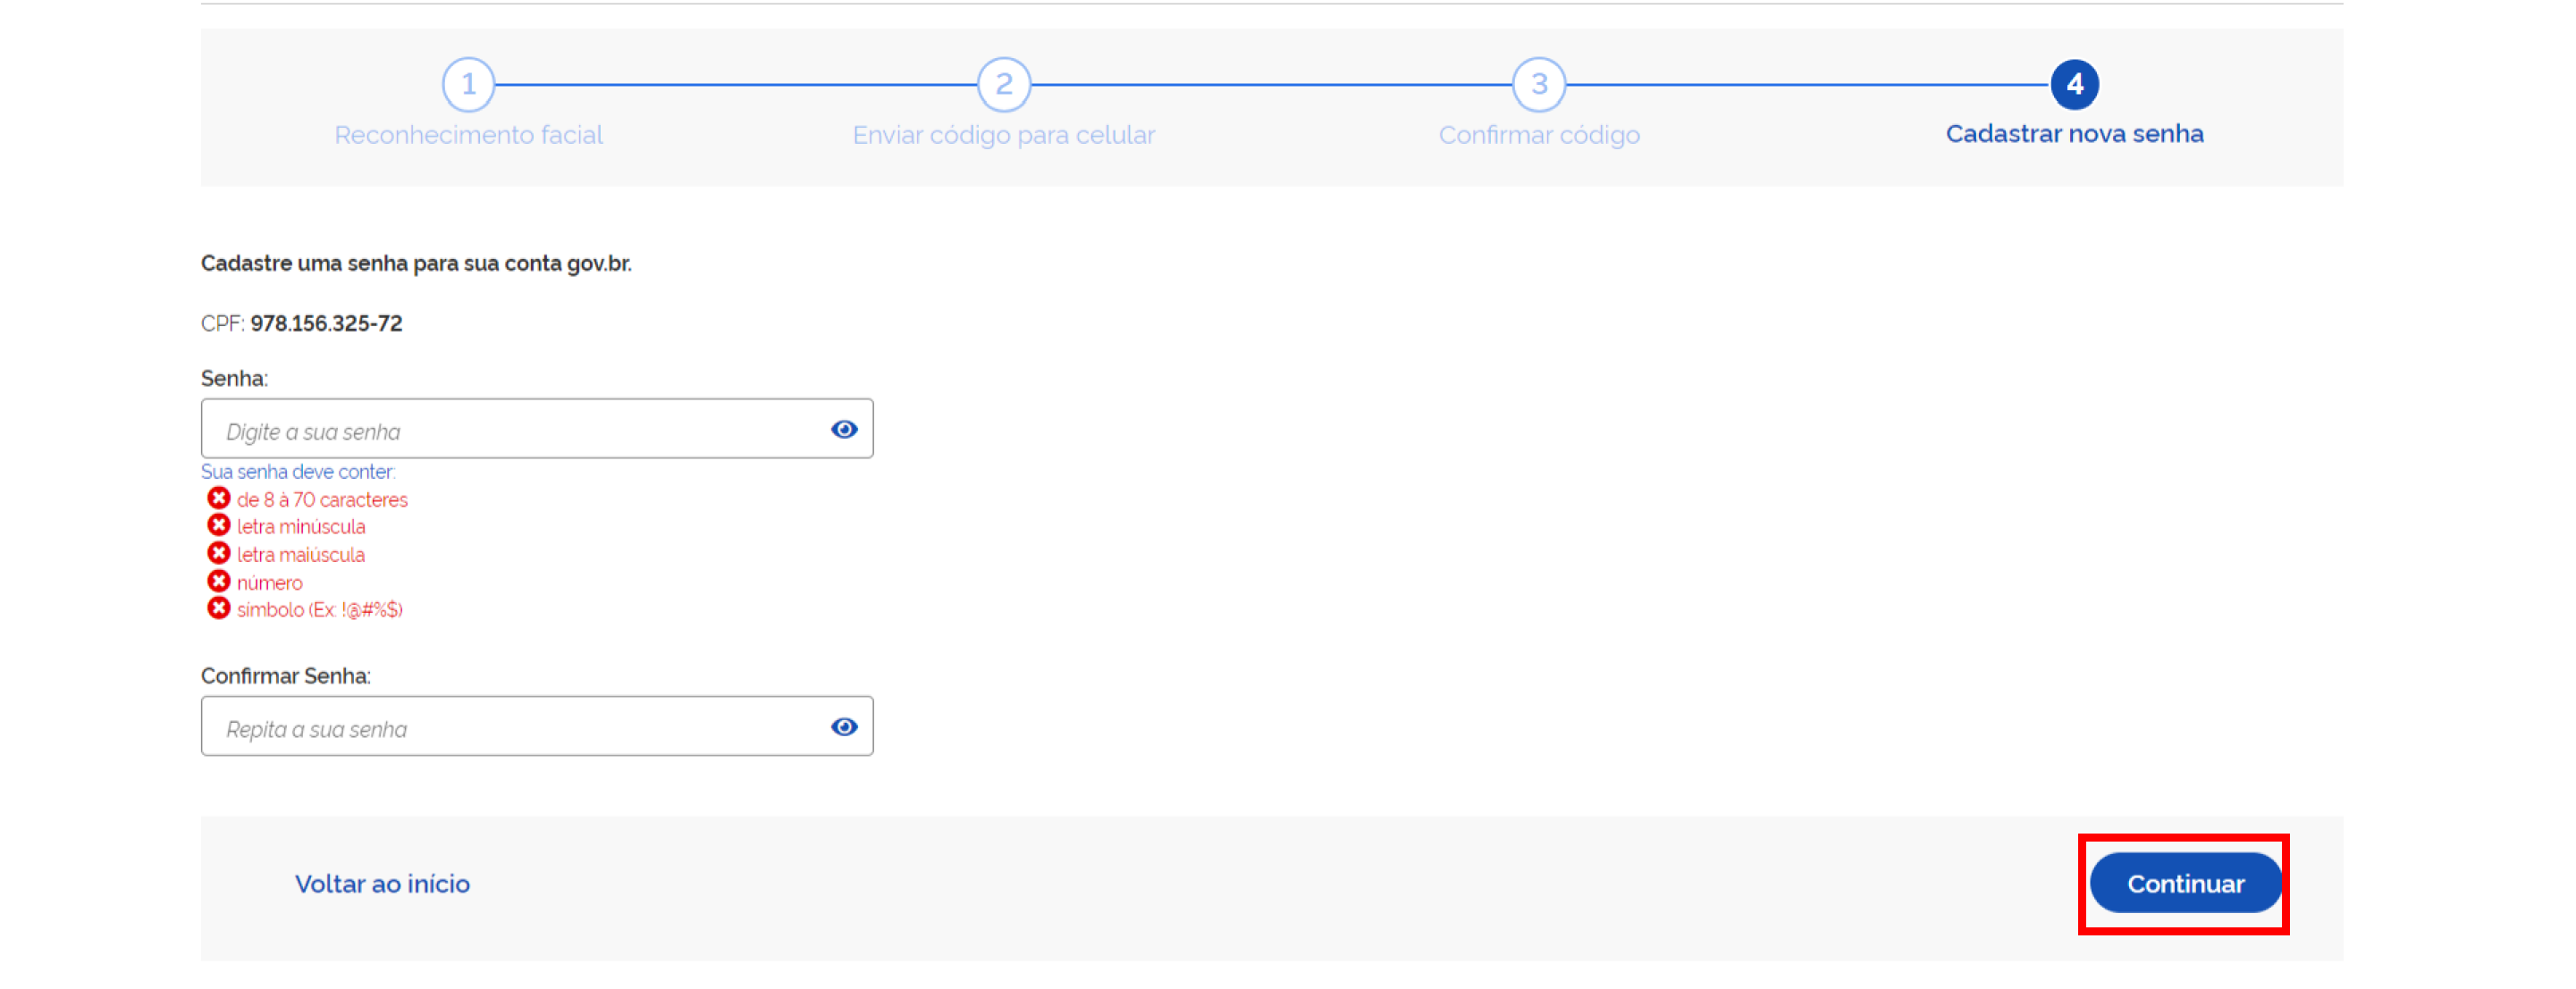 1
2
3
4
Reconhecimento facial
Enviar código para celular
Confirmar código
Cadastrar nova senha
Cadastre uma senha para sua conta gov.br.
CPF: 978.156.325-72
Senha:
Digite a sua senha
Sua senha deve conter:
de 8 à 70 caracteres
letra minúscula
letra maiúscula
número
símbolo (Ex: !@#%$)
Confirmar Senha:
Repita a sua senha
Voltar ao início
Continuar